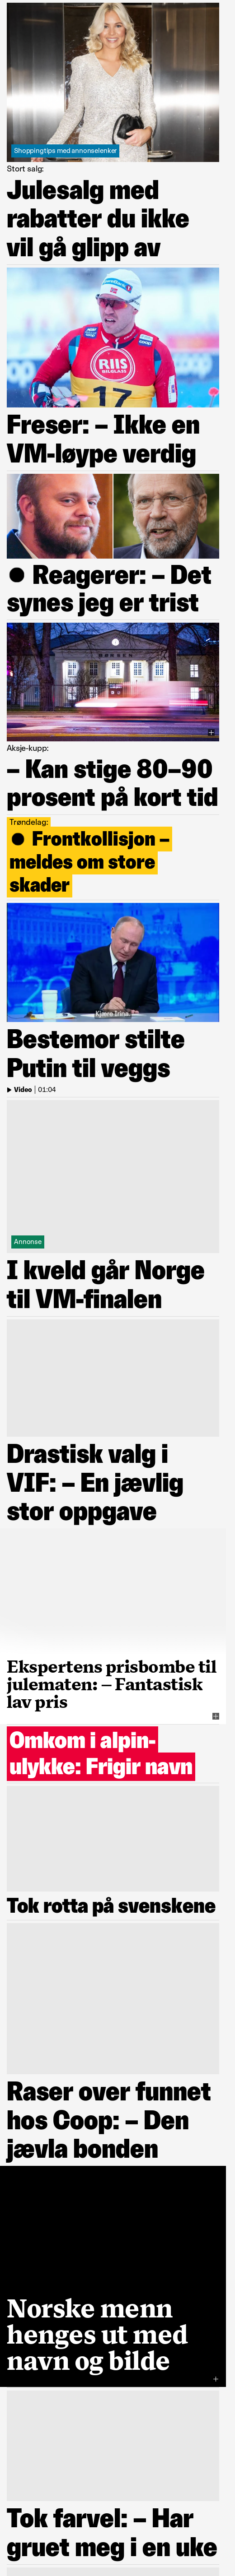 Shoppingtips med annonselenker
Stort salg:
Julesalg med
rabatter du ikke
vil gå glipp av
RIIS
17
Freser: – Ikke en
VM-løype verdig
● Reagerer: – Det
synes jeg er trist
BØRSEN
Aksje-kupp:
– Kan stige 80–90
prosent på kort tid
Trøndelag:
● Frontkollisjon –
meldes om store
skader
Kjære Irina.
Bestemor stilte
Putin til veggs
Video | 01:04
Annonse
I kveld går Norge
til VM-finalen
Drastisk valg i
VIF: – En jævlig
stor oppgave
Ekspertens prisbombe til
julematen: – Fantastisk
lav pris
Omkom i alpin-
ulykke: Frigir navn
Tok rotta på svenskene
Raser over funnet
hos Coop: – Den
jævla bonden
Norske menn
henges ut med
navn og bilde
Tok farvel: – Har
gruet meg i en uke